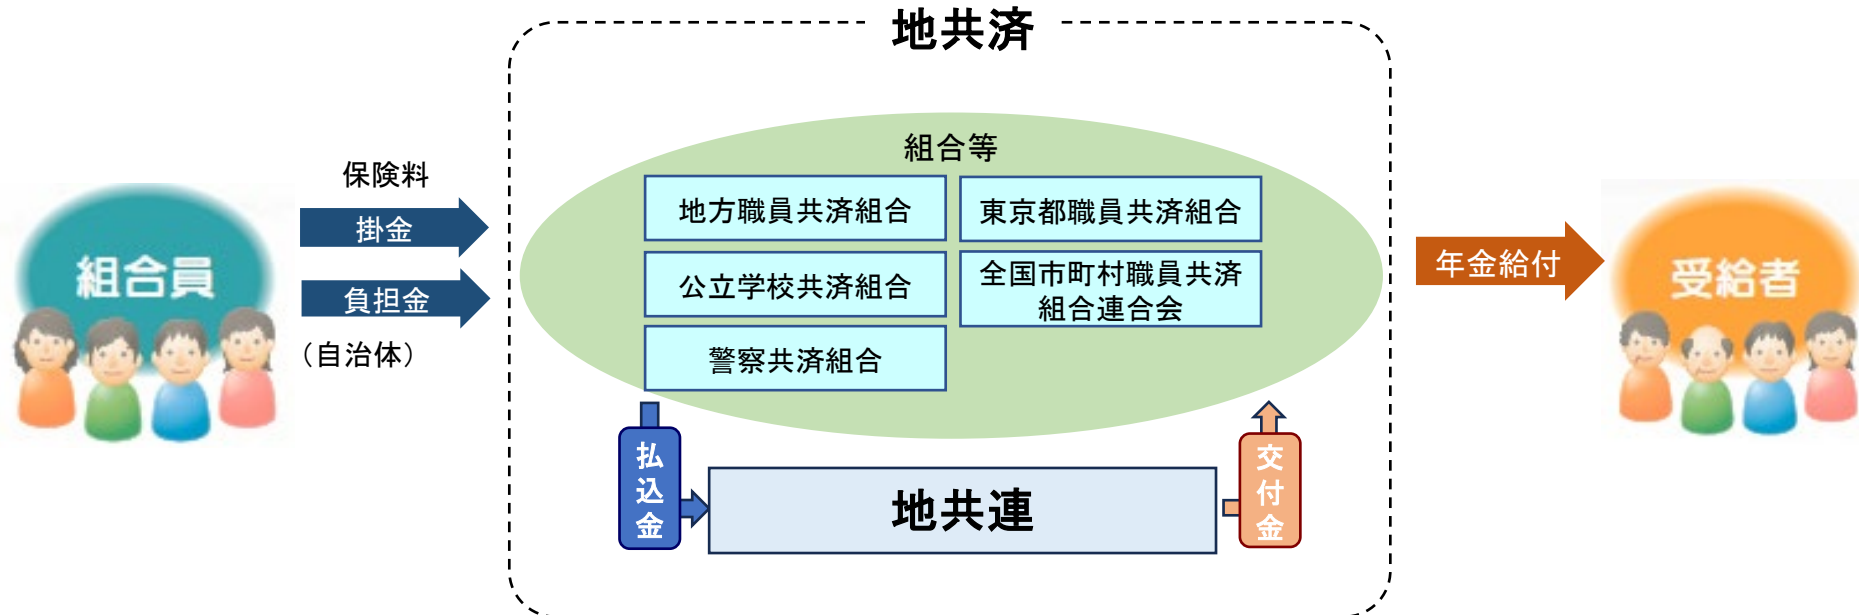 地共済
組合等
保険料
掛金
負担金
（自治体）
組合員
地方職員共済組合
東京都職員共済組合
公立学校共済組合
全国市町村職員共済
組合連合会
警察共済組合
年金給付
受給者
払込金
地共連
交付金